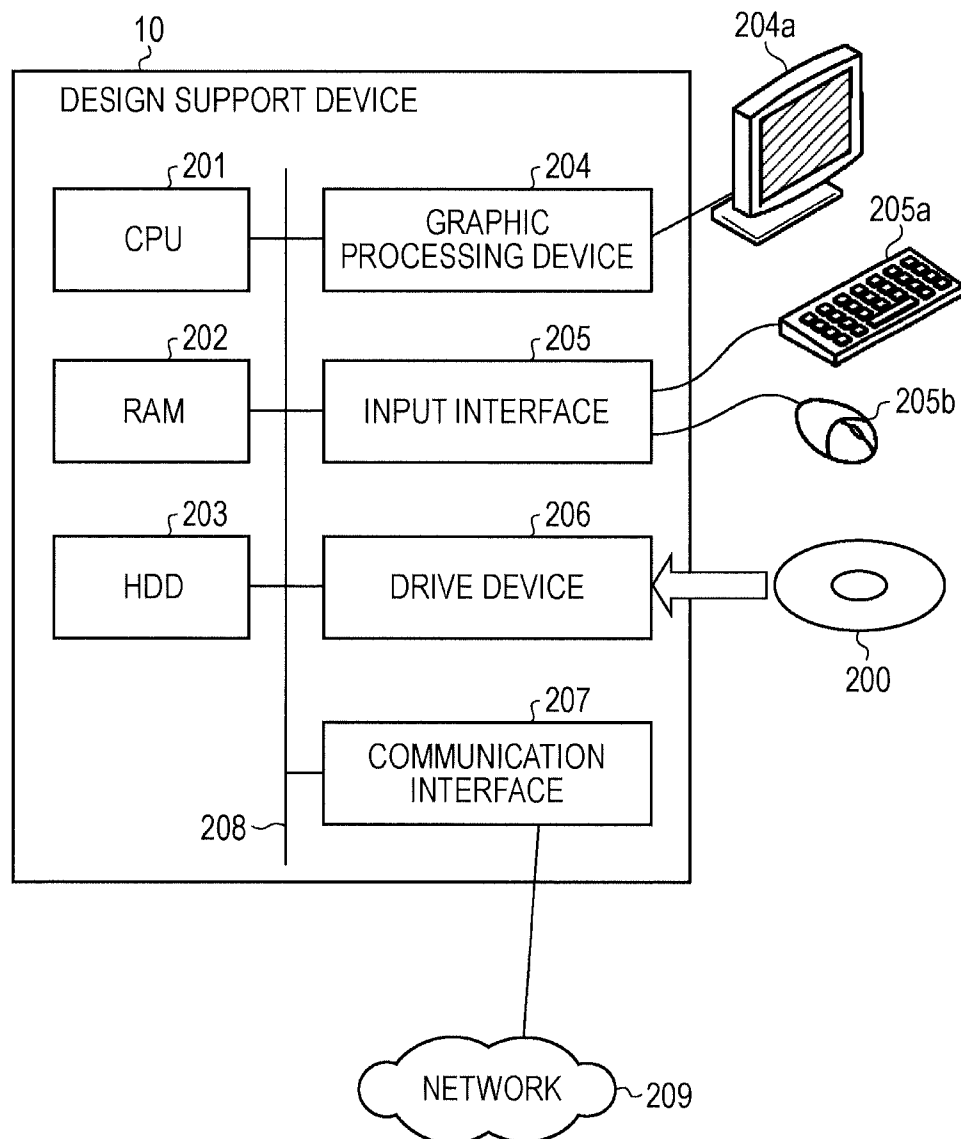 10
204a
DESIGN SUPPORT DEVICE
201
204
CPU
GRAPHIC
PROCESSING DEVICE
205a
202
205
RAM
INPUT INTERFACE
205b
203
206
HDD
DRIVE DEVICE
200
207
COMMUNICATION
INTERFACE
208
NETWORK
209